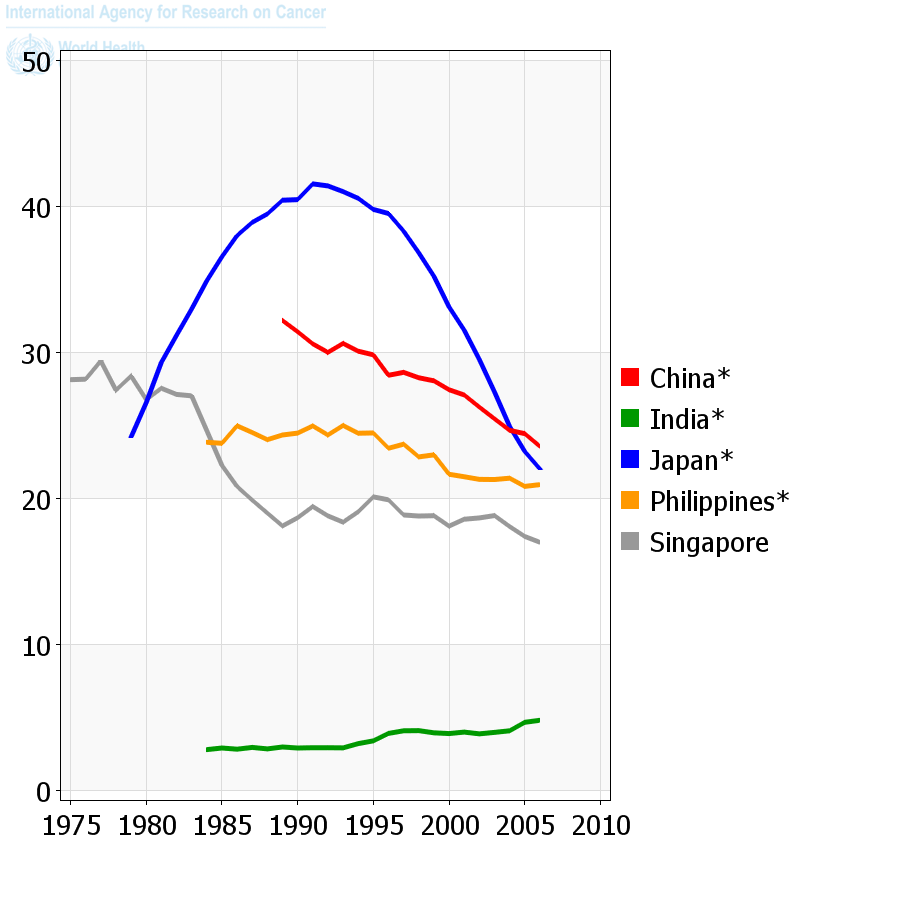 International Agency for Research on Cancer
World Health
50
40
30
20
10
0
1975 1980 1985 1990 1995 2000 2005 2010
China*
India*
Japan*
Philippines*
Singapore